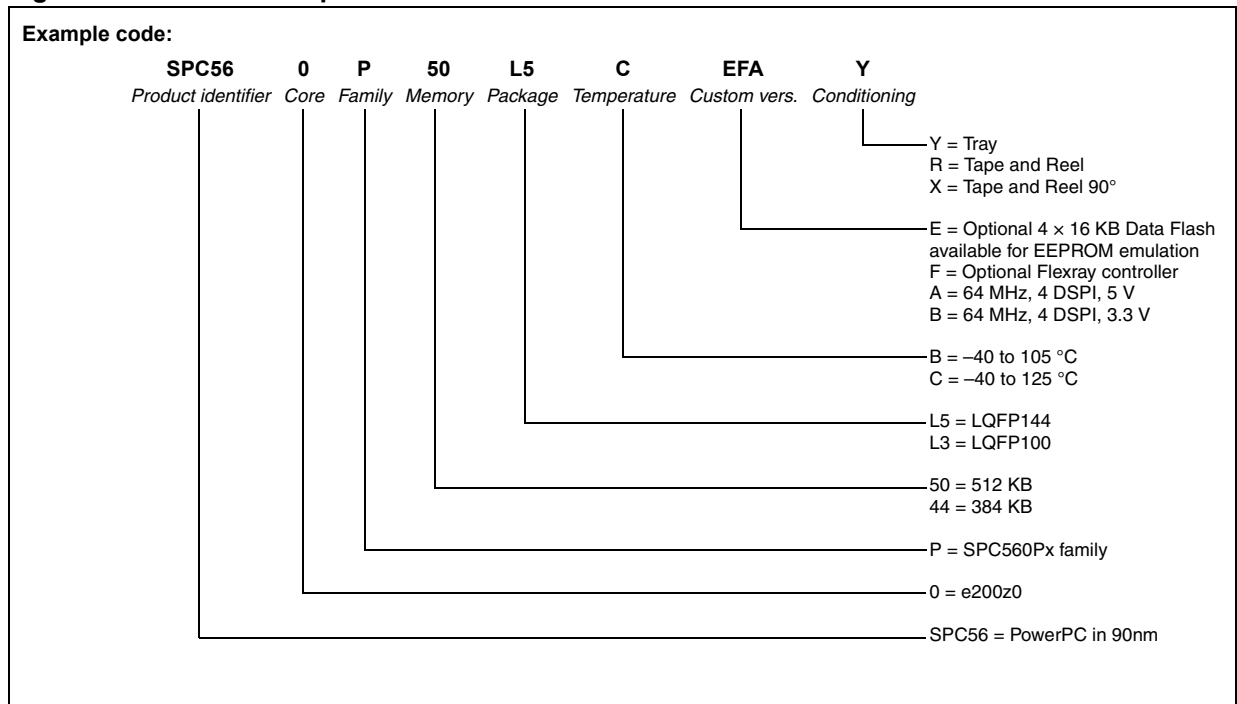 Example code:
SPC56 0 P 50 L5 C EFA Y
Product identifier Core Family Memory Package Temperature Custom vers. Conditioning
Y = Tray
R = Tape and Reel
X = Tape and Reel 90°
E = Optional 4 × 16 KB Data Flash
available for EEPROM emulation
F = Optional Flexray controller
A = 64 MHz, 4 DSPI, 5 V
B = 64 MHz, 4 DSPI, 3.3 V
B = –40 to 105 °C
C = –40 to 125 °C
L5 = LQFP144
L3 = LQFP100
50 = 512 KB
44 = 384 KB
P = SPC560Px family
0 = e200z0
SPC56 = PowerPC in 90nm